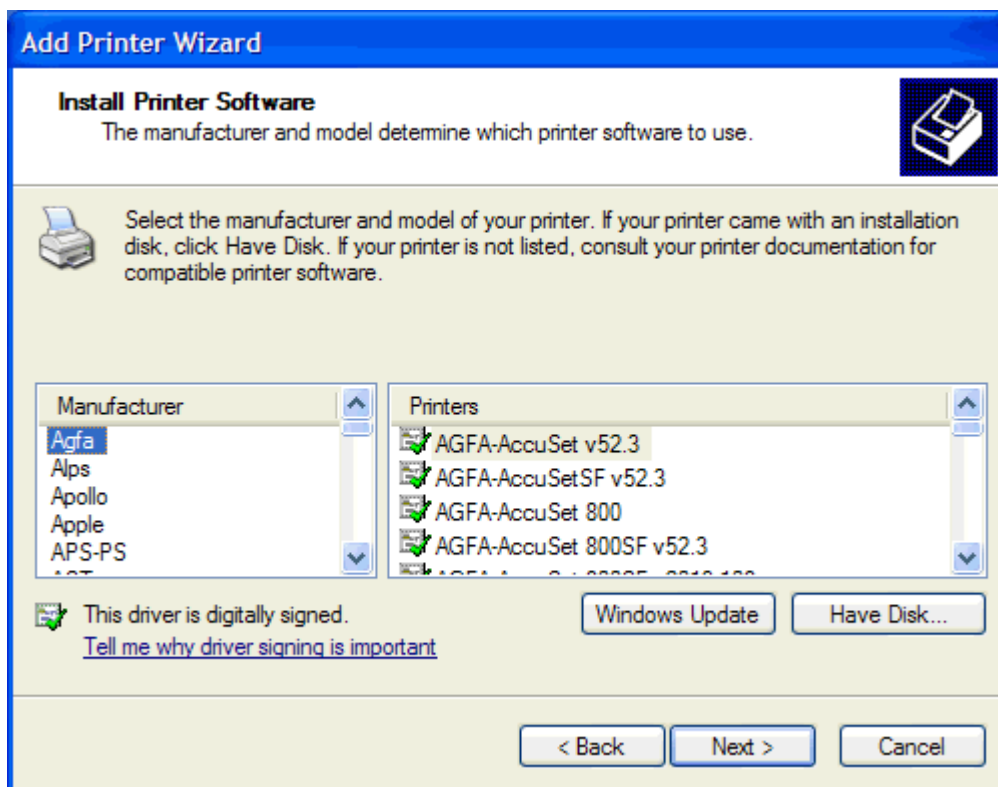 Add Printer Wizard
Install Printer Software
The manufacturer and model determine which printer software to use.
Select the manufacturer and model of your printer. If your printer came with an installation
disk, click Have Disk. If your printer is not listed, consult your printer documentation for
compatible printer software.
Manufacturer
Agfa
Alps
Apollo
Apple
APS-PS
Printers
AGFA-AccuSet v52.3
AGFA-AccuSetSF v52.3
AGFA-AccuSet 800
AGFA-AccuSet 800SF v52.3
This driver is digitally signed.
Tell me why driver signing is important
Windows Update
Have Disk...
< Back
Next >
Cancel